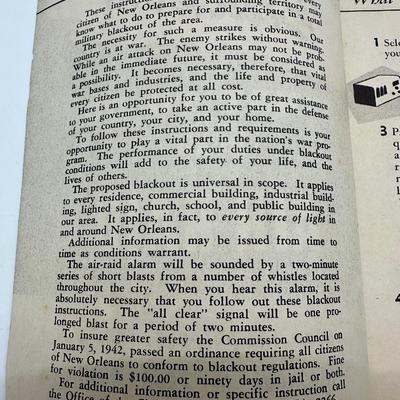 These instructions every
citizen of New Orleans and surrounding territory may
know what to do to prepare for and participate in a total
military blackout of the area.
The necessity for such a measure is obvious. Our
country is at war. The enemy strikes without warning.
While an attack on New Orleans may not be prob-
able in the immediate future, it must be considered as
a possibility. It becomes necessary, therefore, that vital
war bases and industries, and the life and property of
every citizen be protected at all cost.
Here is an opportunity for you to be of great assistance
to your government, to take an active part in the defense
of your country, your city, and your home.
To follow these instructions and requirements is your
opportunity to play a vital part in the nation's war pro-
gram. The performance of your duties under blackout
conditions will add to the safety of your life, and the
lives of others.
The proposed blackout is universal in scope. It applies
to every residence, commercial building, industrial build-
ing, lighted sign, church, school, and public building in
our area. It applies, in fact, to every source of light in
and around New Orleans.
Additional information may be issued from time to
time as conditions warrant.
The air-raid alarm will be sounded by a two-minute
series of short blasts from a number of whistles located
throughout the city. When you hear this alarm, it is
absolutely necessary that you follow out these blackout
instructions. The "all clear" signal will be one pro-
longed blast for a period of two minutes.
To insure greater safety the Commission Council on
January 5, 1942, passed an ordinance requiring all citizens
of New Orleans to conform to blackout regulations. Fine
for violation is $100.00 or ninety days in jail or both.
For additional information or specific instruction call
the Office of the
What
1 Sele
you
3 P